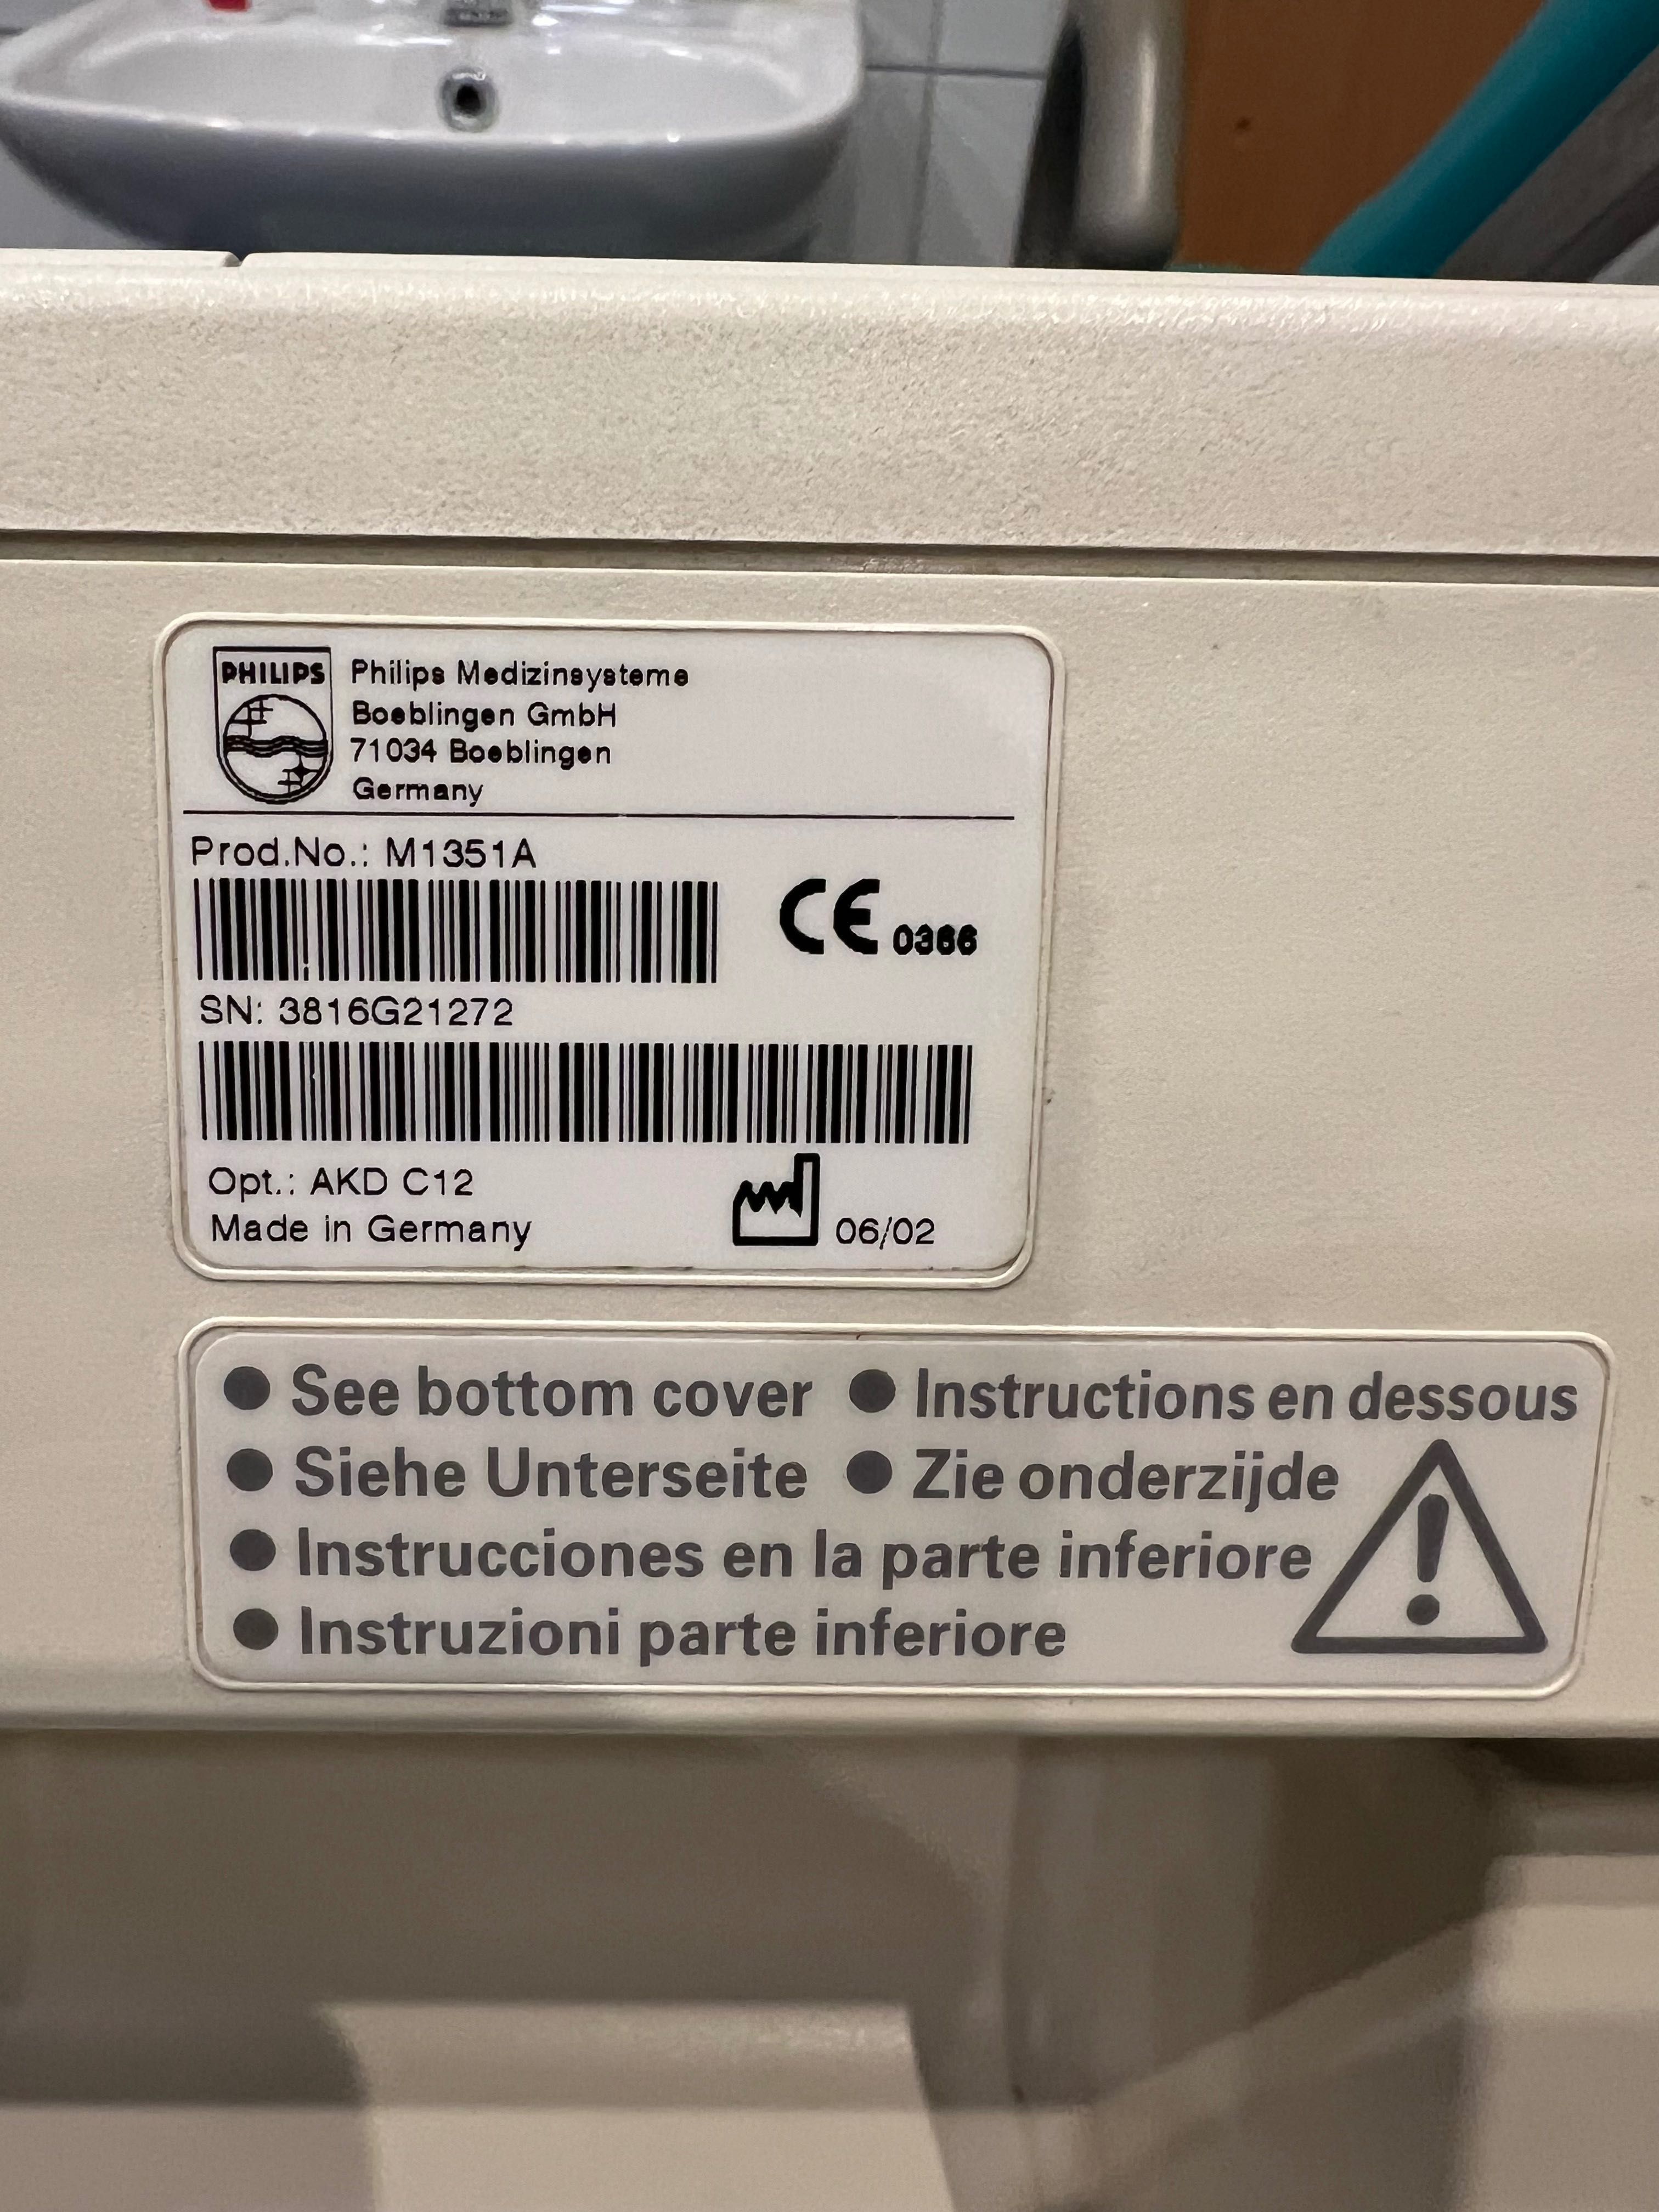 PHILIPS
Philips Medizinsysteme
Boeblingen GmbH
71034 Boeblingen
Germany
Prod.No.: M1351A
CE 0366
SN: 3816G21272
Opt.: AKD C12
Made in Germany
06/02
● See bottom cover ● Instructions en dessous
● Siehe Unterseite ● Zie onderzijde
● Instrucciones en la parte inferiore
● Instruzioni parte inferiore